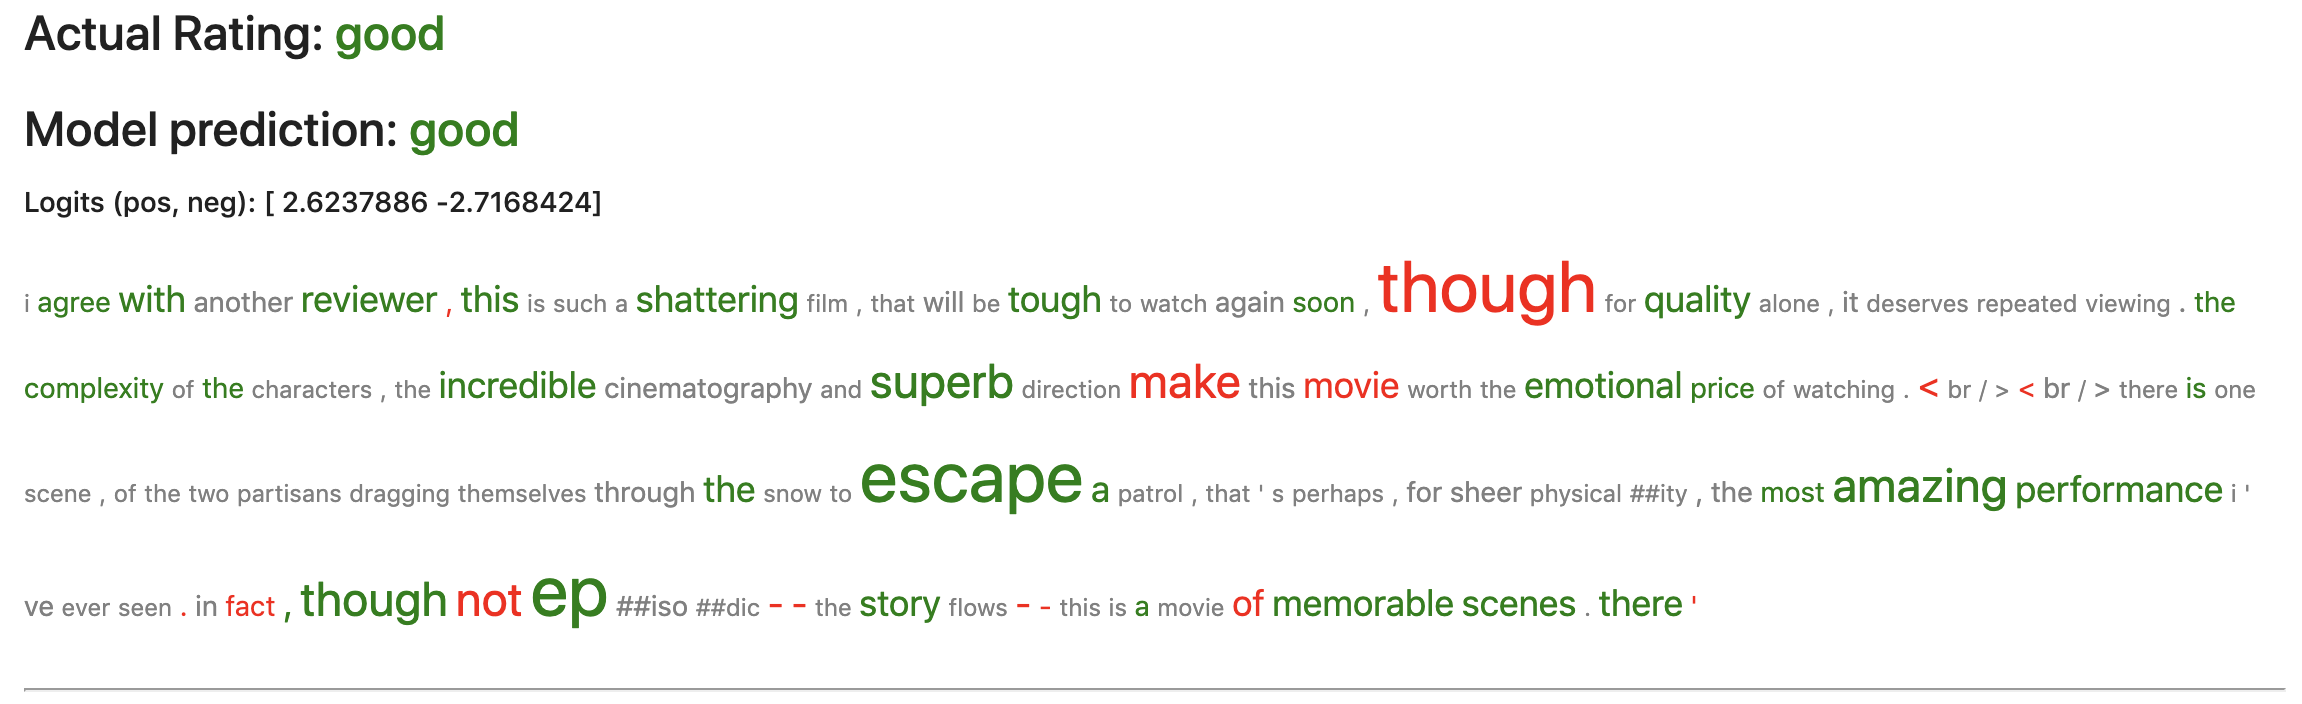 Actual Rating: good
Model prediction: good
Logits (pos, neg): [ 2.6237886 -2.7168424]
i agree with another reviewer , this is such a shattering film , that will be tough to watch again soon , though for quality alone , it deserves repeated viewing . the
complexity of the characters , the incredible cinematography and superb direction make this movie worth the emotional price of watching . < br / > < br / > there is one
scene , of the two partisans dragging themselves through the snow to escape a patrol , that ' s perhaps , for sheer physical ##ity , the most amazing performance i '
ve ever seen . in fact , though not ep ##iso ##dic - - the story flows - - this is a movie of memorable scenes . there '